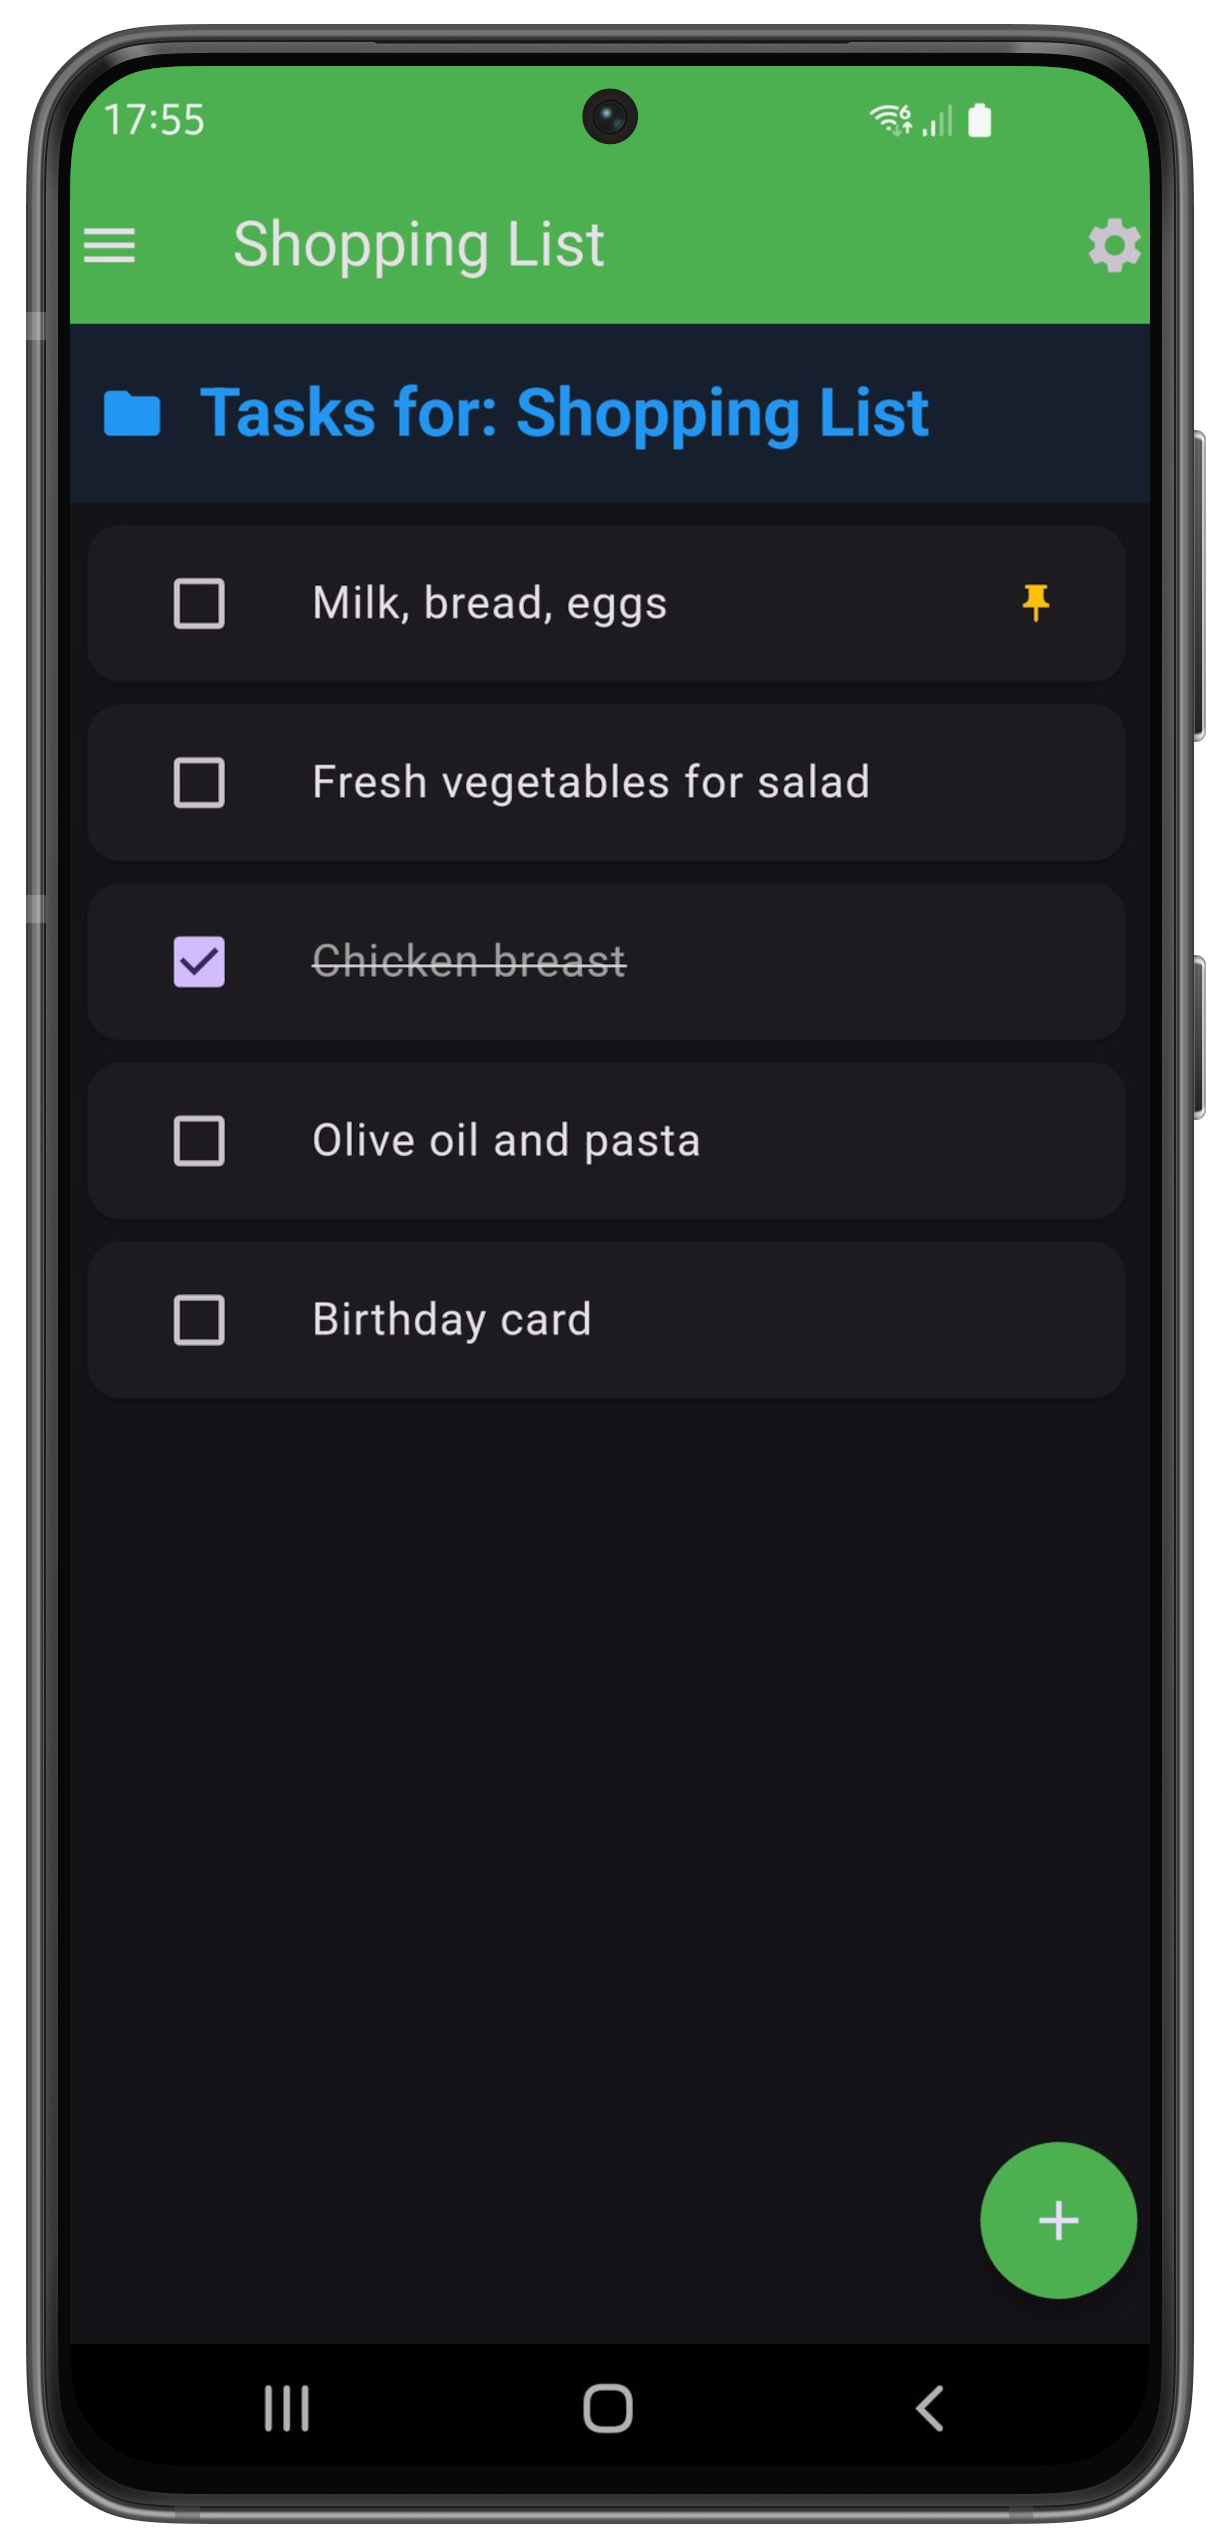 17:55
Shopping List
Tasks for: Shopping List
Milk, bread, eggs
Fresh vegetables for salad
Chicken breast
Olive oil and pasta
Birthday card